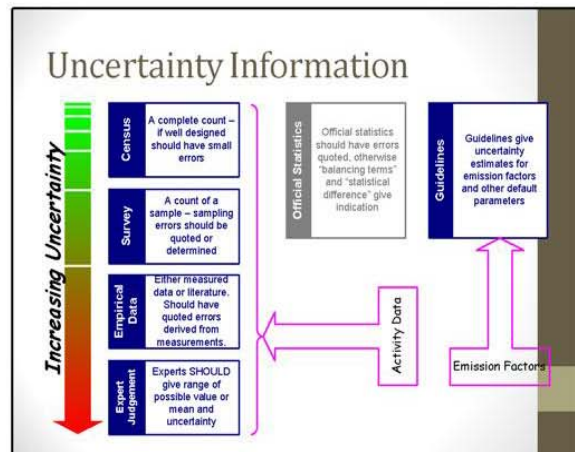 Uncertainty Information
Increasing Uncertainty
Census
A complete count –
if well designed
should have small
errors
Survey
A count of a
sample – sampling
errors should be
quoted or
determined
Empirical
Data
Either measured
data or literature.
Should have
quoted errors
derived from
measurements.
Expert
Judgement
Experts SHOULD
give range of
possible value or
mean and
uncertainty
Official Statistics
Official statistics
should have errors
quoted, otherwise
"balancing terms"
and "statistical
difference" give
indication
Guidelines
Guidelines give
uncertainty
estimates for
emission factors
and other default
parameters
Activity Data
Emission Factors